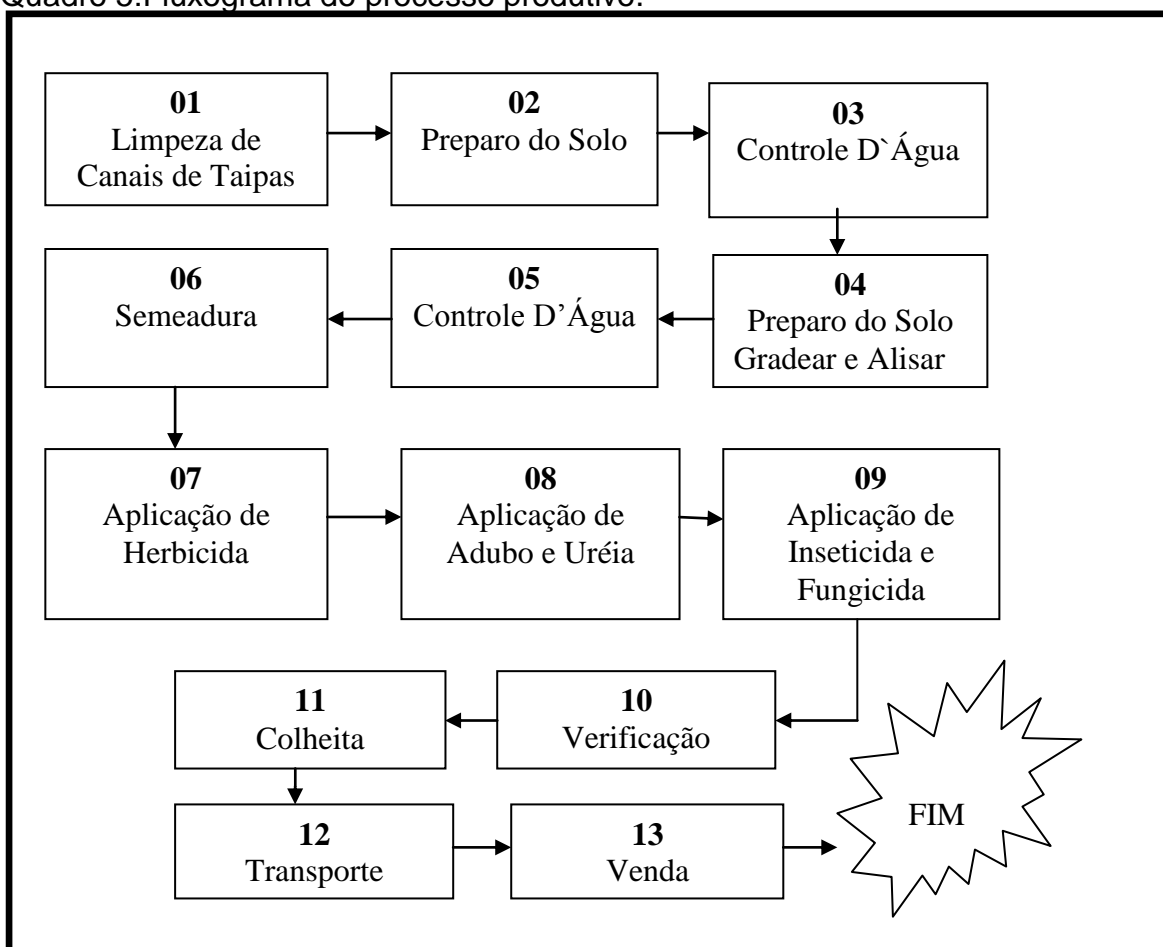 Quadro 3.Fluxograma do processo produtivo.
01
Limpeza de
Canais de Taipas
02
Preparo do Solo
03
Controle D`Água
04
Preparo do Solo
Gradear e Alisar
05
Controle D’Água
06
Semeadura
07
Aplicação de
Herbicida
08
Aplicação de
Adubo e Uréia
09
Aplicação de
Inseticida e
Fungicida
10
Verificação
11
Colheita
12
Transporte
13
Venda
FIM